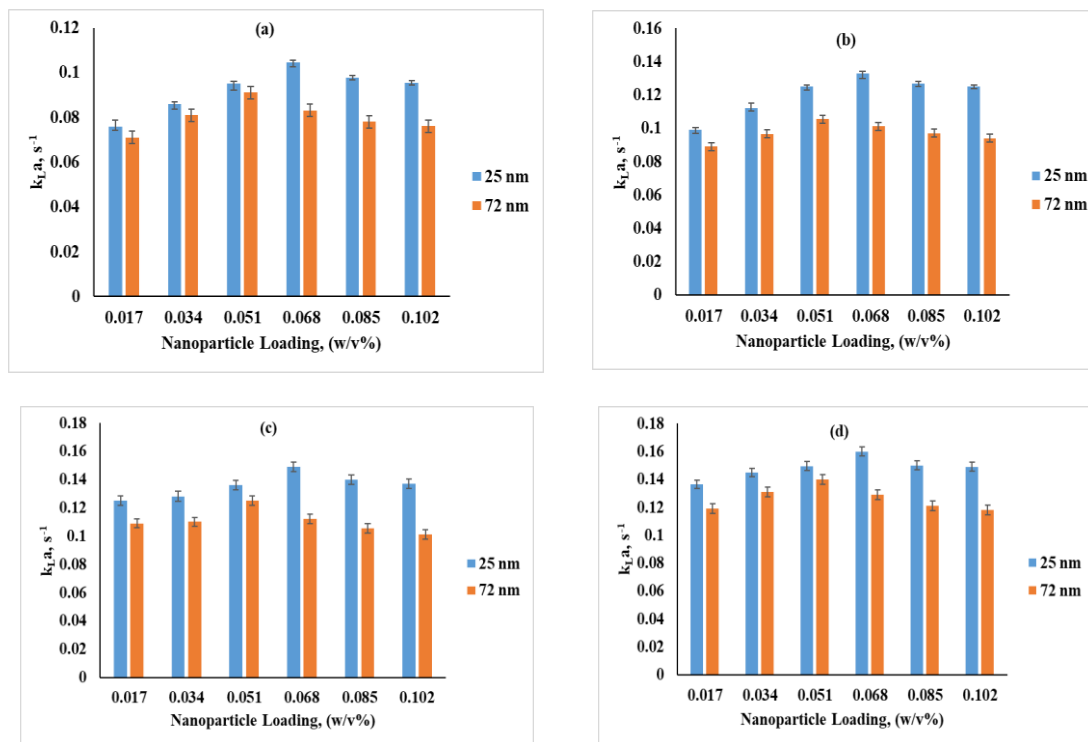 (a)
0.12
0.1
0.08
0.06
0.04
0.02
0
k_La, s⁻¹
0.017 0.034 0.051 0.068 0.085 0.102
Nanoparticle Loading, (w/v%)
25 nm
72 nm
(b)
0.16
0.14
0.12
0.1
0.08
0.06
0.04
0.02
0
k_La, s⁻¹
0.017 0.034 0.051 0.068 0.085 0.102
Nanoparticle Loading, (w/v%)
25 nm
72 nm
(c)
0.18
0.16
0.14
0.12
0.1
0.08
0.06
0.04
0.02
0
k_La, s⁻¹
0.017 0.034 0.051 0.068 0.085 0.102
Nanoparticle Loading, (w/v%)
25 nm
72 nm
(d)
0.18
0.16
0.14
0.12
0.1
0.08
0.06
0.04
0.02
0
k_La, s⁻¹
0.017 0.034 0.051 0.068 0.085 0.102
Nanoparticle Loading, (w/v%)
25 nm
72 nm